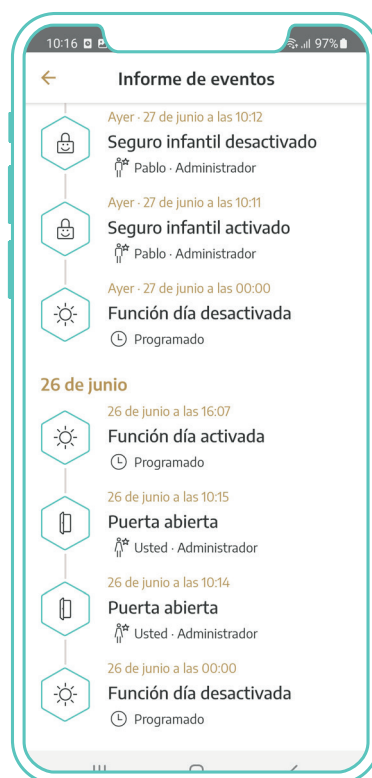 10:16
97%
Informe de eventos
Ayer · 27 de junio a las 10:12
Seguro infantil desactivado
Pablo · Administrador
Ayer · 27 de junio a las 10:11
Seguro infantil activado
Pablo · Administrador
Ayer · 27 de junio a las 00:00
Función día desactivada
Programado
26 de junio
26 de junio a las 16:07
Función día activada
Programado
26 de junio a las 10:15
Puerta abierta
Usted · Administrador
26 de junio a las 10:14
Puerta abierta
Usted · Administrador
26 de junio a las 00:00
Función día desactivada
Programado